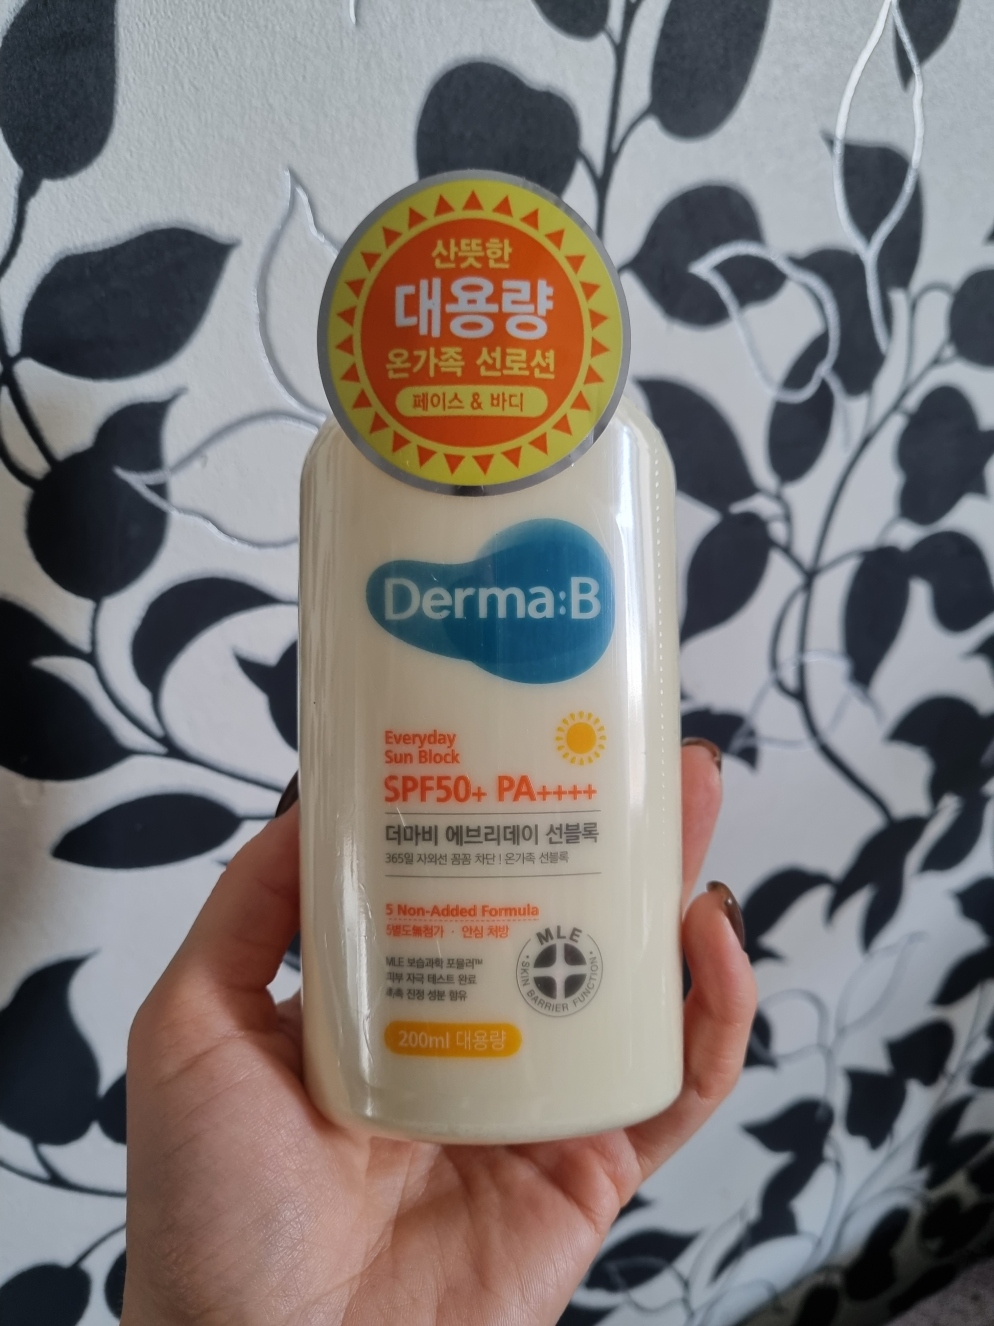 산뜻한
대용량
온가족 선로션
페이스 & 바디
Derma:B
Everyday
Sun Block
SPF50+ PA++++
더마비 에브리데이 선블록
365일 자외선 꼼꼼 차단! 온가족 선블록
5 Non-Added Formula
5별도無첨가 · 안심 처방
MLE 보습과학 포뮬러™
피부 자극 테스트 완료
진정 성분 함유
MLE
SKIN BARRIER FUNCTION
200ml 대용량